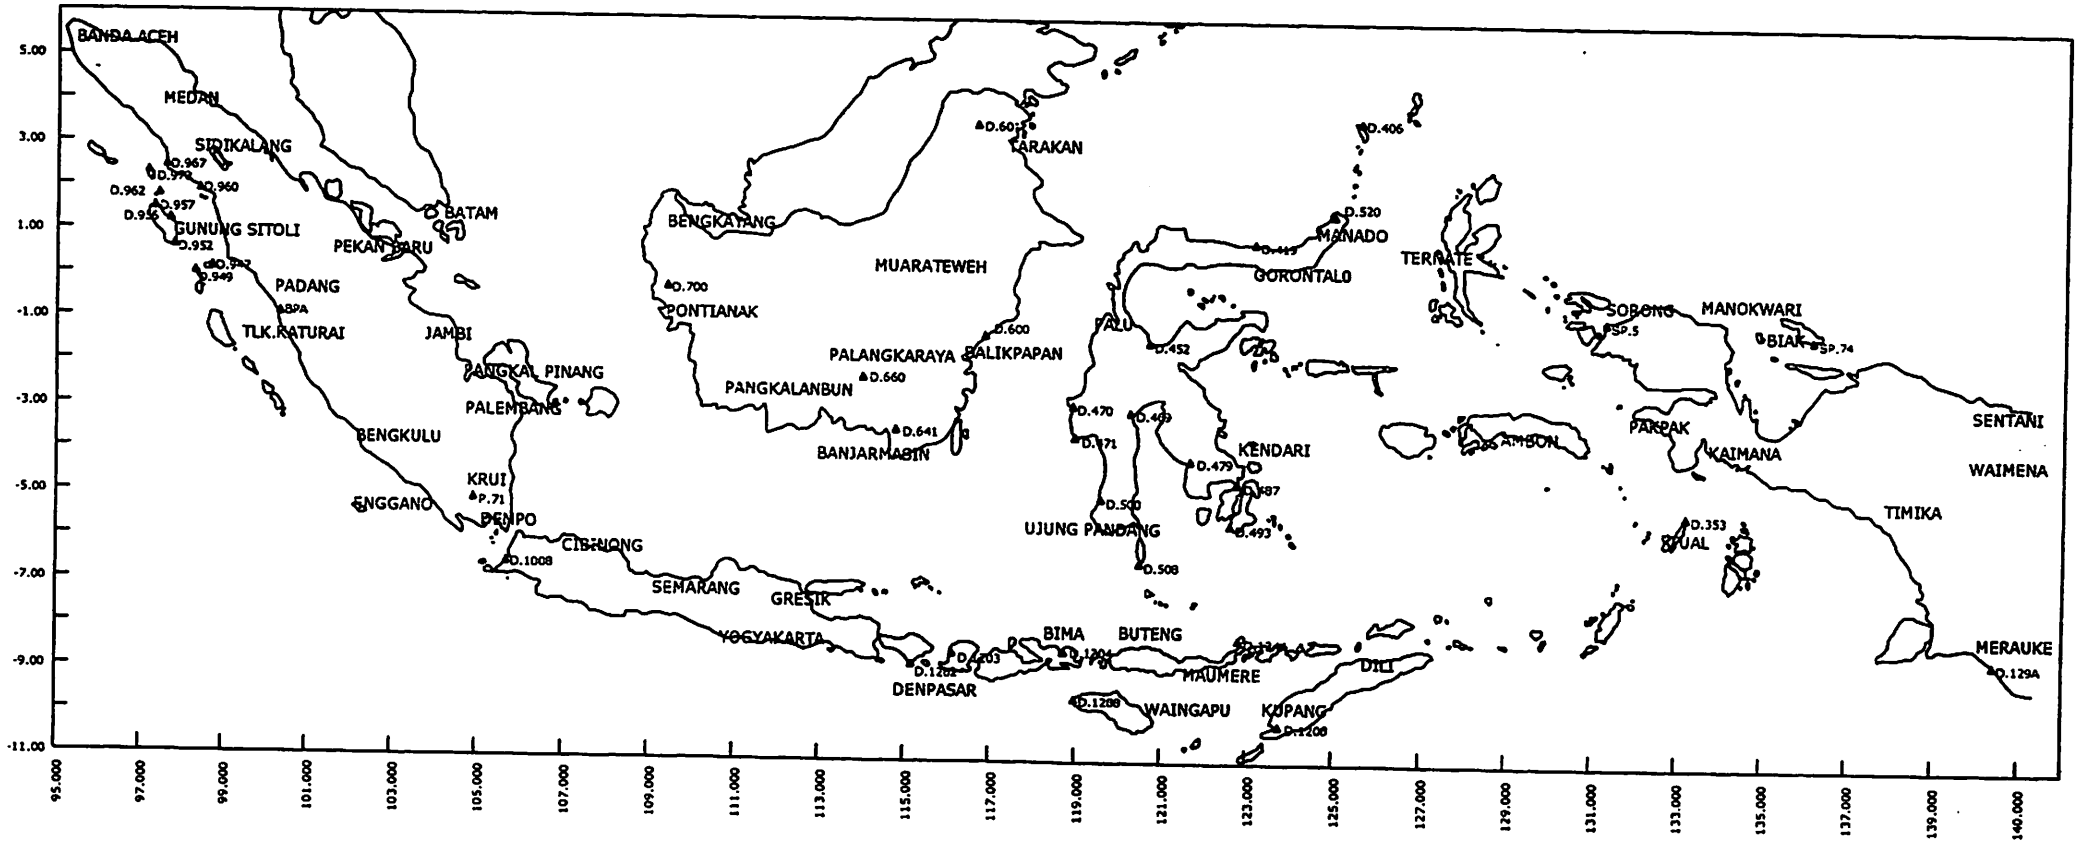 5.00
3.00
1.00
-1.00
-3.00
-5.00
-7.00
-9.00
-11.00
BANDA ACEH
MEDAN
SIDIKALANG
D.967
D.962
D.960
D.957
GUNUNG SITOLI
D.952
D.949
BATAM
PEKAN BARU
PADANG
BPA
TLK.RATURAI
JAMBI
PANGKAL PINANG
PALEMBANG
BENGKULU
KRUI
P.71
ENGGANO
DEMPO
D.1008
CIBINONG
SEMARANG
GRESIK
YOGYAKARTA
BENGKAYANG
D.700
PONTIANAK
MUARATEWEH
TARAKAN
D.600
BALIKPAPAN
PALANGKARAYA
D.660
PANGKALANBUN
D.641
BANJARMASIN
D.406
D.520
MANADO
D.419
GORONTALO
TERNATE
PALU
D.452
D.470
D.469
D.471
D.479
KENDARI
D.487
D.500
UJUNG PANDANG
D.493
D.508
SORONG
SP.5
MANOKWARI
BIAK
SP.74
AMBON
PAKPAK
KAIMANA
SENTANI
WAIMENA
TIMIKA
D.353
TUAL
MERAUKE
D.129A
D.1202
D.1203
DENPASAR
BIMA
D.1204
BUTENG
MAUMERE
DILI
WAINGAPU
KUPANG
D.1208
95.000
97.000
99.000
101.000
103.000
105.000
107.000
109.000
111.000
113.000
115.000
117.000
119.000
121.000
123.000
125.000
127.000
129.000
131.000
133.000
135.000
137.000
139.000
140.000